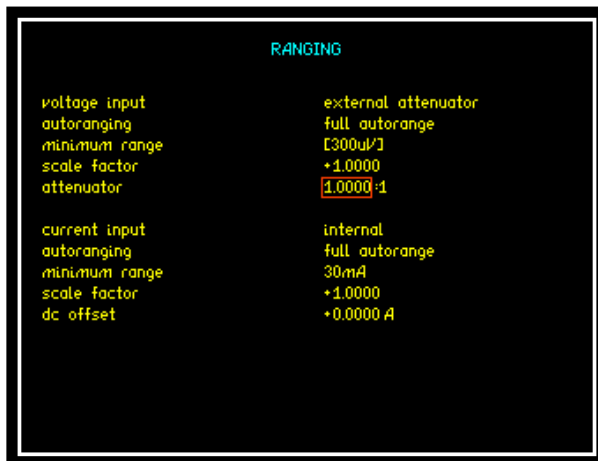 RANGING
voltage input external attenuator
autoranging full autorange
minimum range [300uV]
scale factor +1.0000
attenuator 1.0000:1
current input internal
autoranging full autorange
minimum range 30mA
scale factor +1.0000
dc offset +0.0000 A